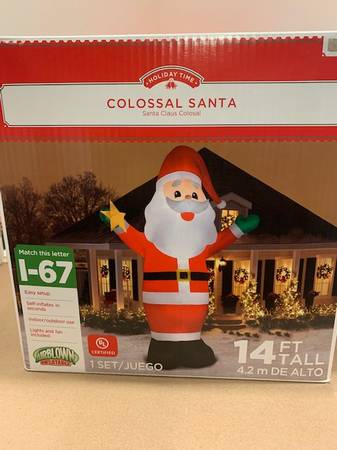 HOLIDAY TIME
COLOSSAL SANTA
Santa Claus Colosal
Match this letter
I-67
Easy setup
Self-inflates in
seconds
Indoor/outdoor use
Lights and fan
included
AIRBLOWN
INFLATABLE
UL
CERTIFIED
1 SET/JUEGO
14 FT
TALL
4.2 m DE ALTO